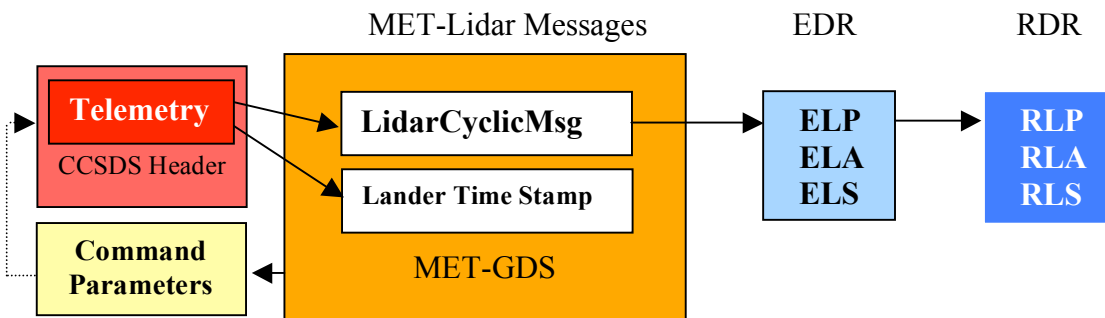 MET-Lidar Messages
EDR
RDR
Telemetry
CCSDS Header
LidarCyclicMsg
Lander Time Stamp
MET-GDS
Command
Parameters
ELP
ELA
ELS
RLP
RLA
RLS